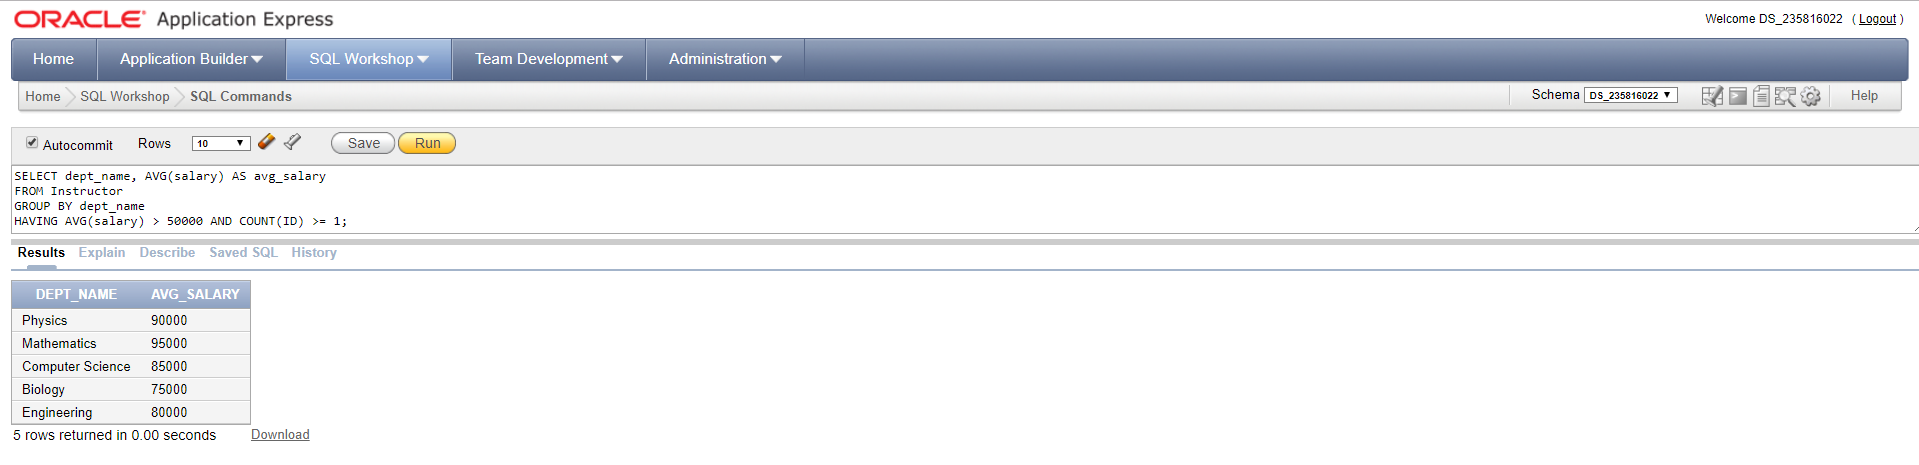 ORACLE Application Express
Welcome DS_235816022 ( Logout )
Home Application Builder SQL Workshop Team Development Administration
Home SQL Workshop SQL Commands Schema DS_235816022 Help
Autocommit Rows 10 Save Run
SELECT dept_name, AVG(salary) AS avg_salary
FROM Instructor
GROUP BY dept_name
HAVING AVG(salary) > 50000 AND COUNT(ID) >= 1;
Results Explain Describe Saved SQL History
DEPT_NAME AVG_SALARY
Physics 90000
Mathematics 95000
Computer Science 85000
Biology 75000
Engineering 80000
5 rows returned in 0.00 seconds Download